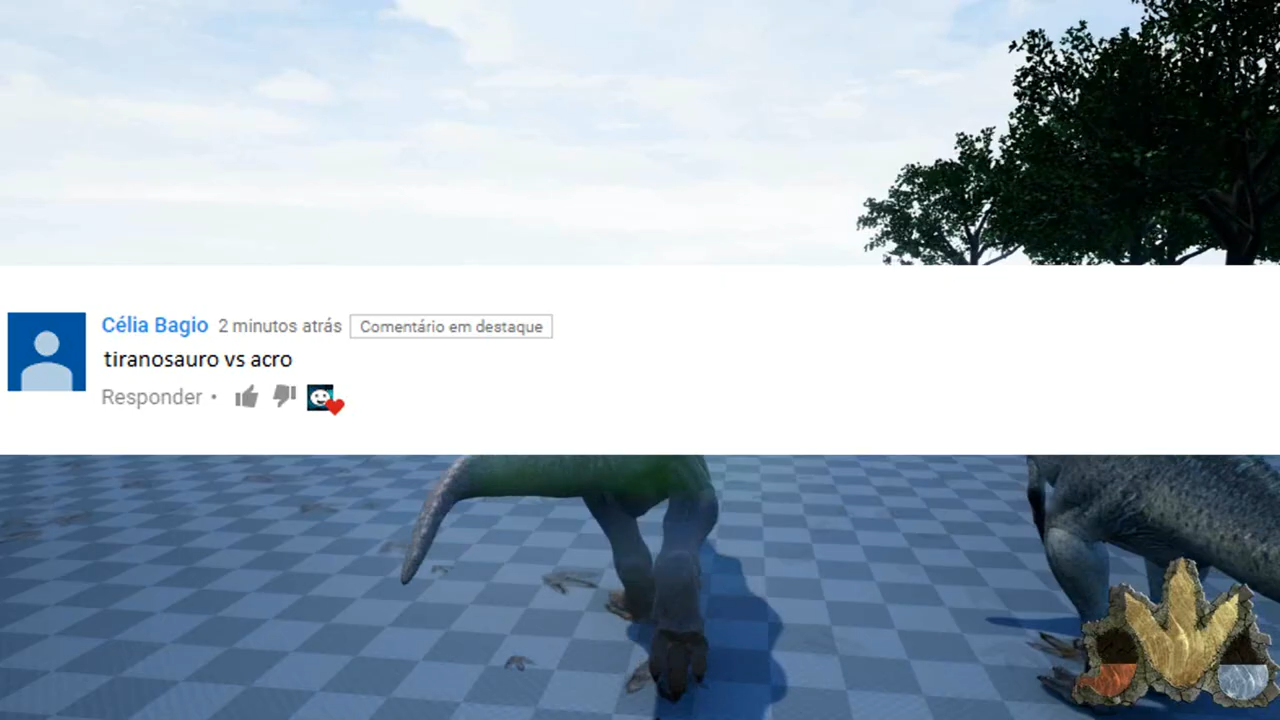 Célia Bagio 2 minutos atrás Comentário em destaque
tiranosauro vs acro
Responder •